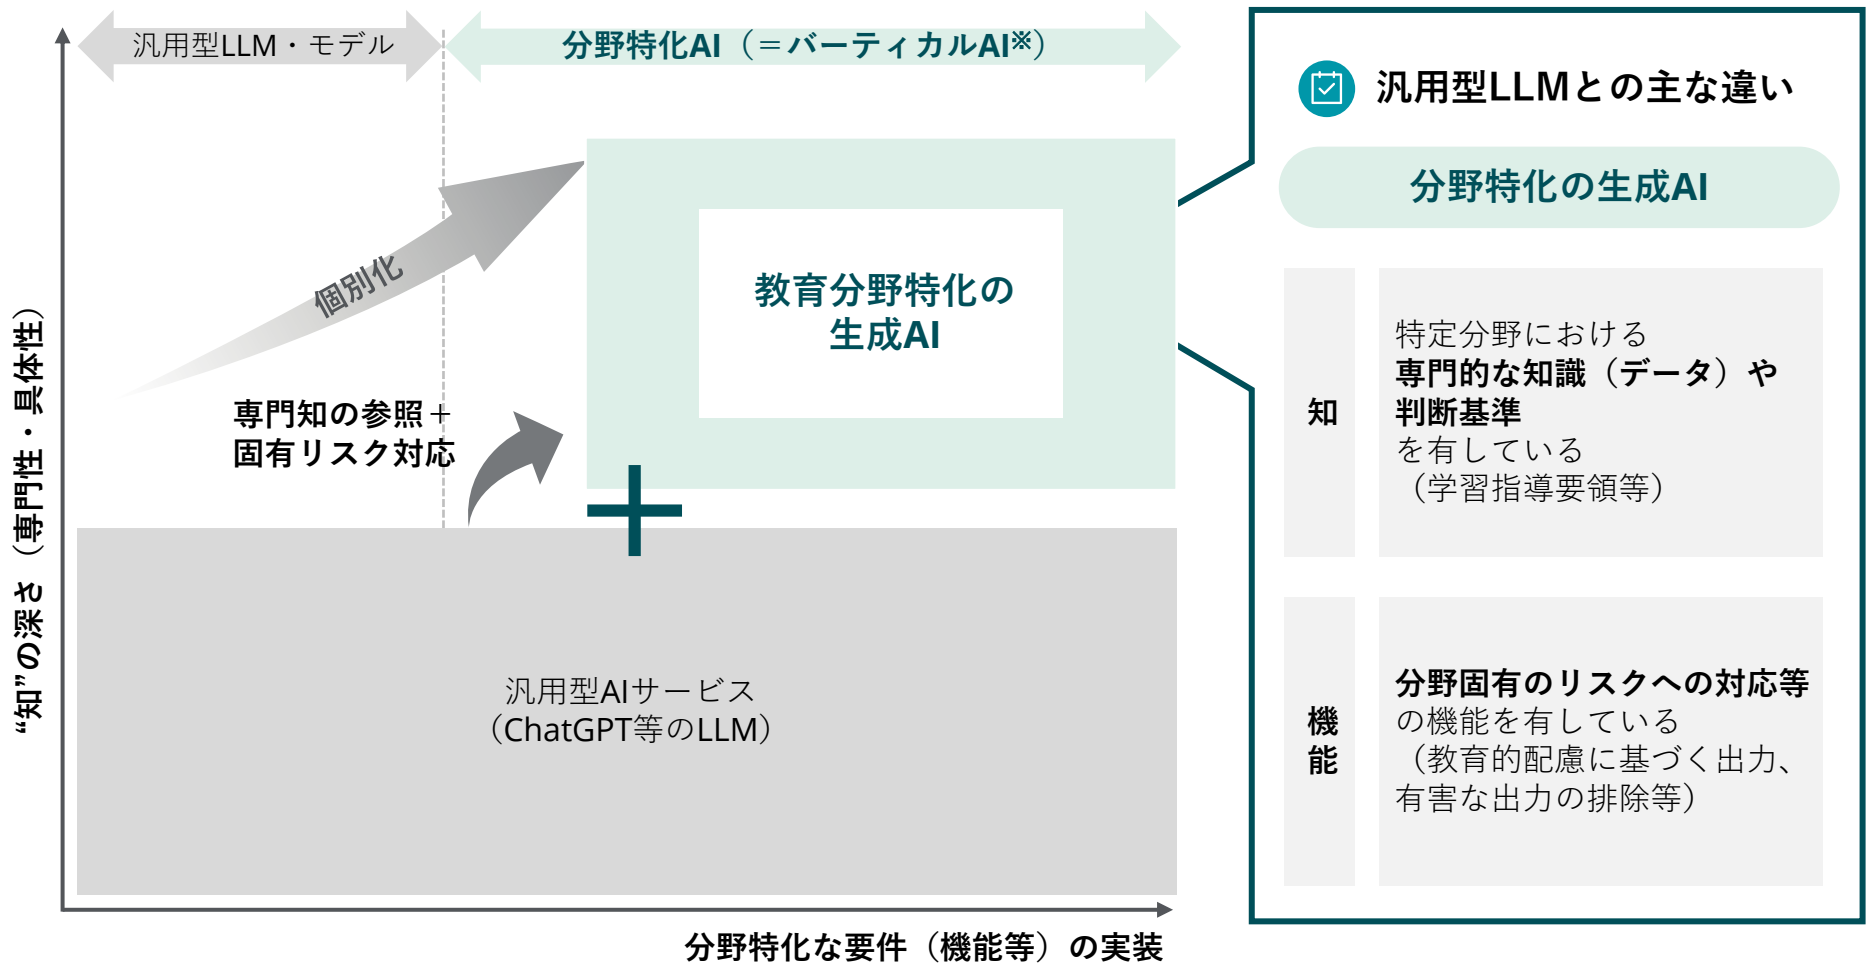 汎用型LLM・モデル
分野特化AI（＝バーティカルAI※）
個別化
専門知の参照＋
固有リスク対応
教育分野特化の
生成AI
汎用型AIサービス
（ChatGPT等のLLM）
“知”の深さ（専門性・具体性）
分野特化な要件（機能等）の実装
汎用型LLMとの主な違い
分野特化の生成AI
知
特定分野における
専門的な知識（データ）や
判断基準
を有している
（学習指導要領等）
機
能
分野固有のリスクへの対応等
の機能を有している
（教育的配慮に基づく出力、
有害な出力の排除等）